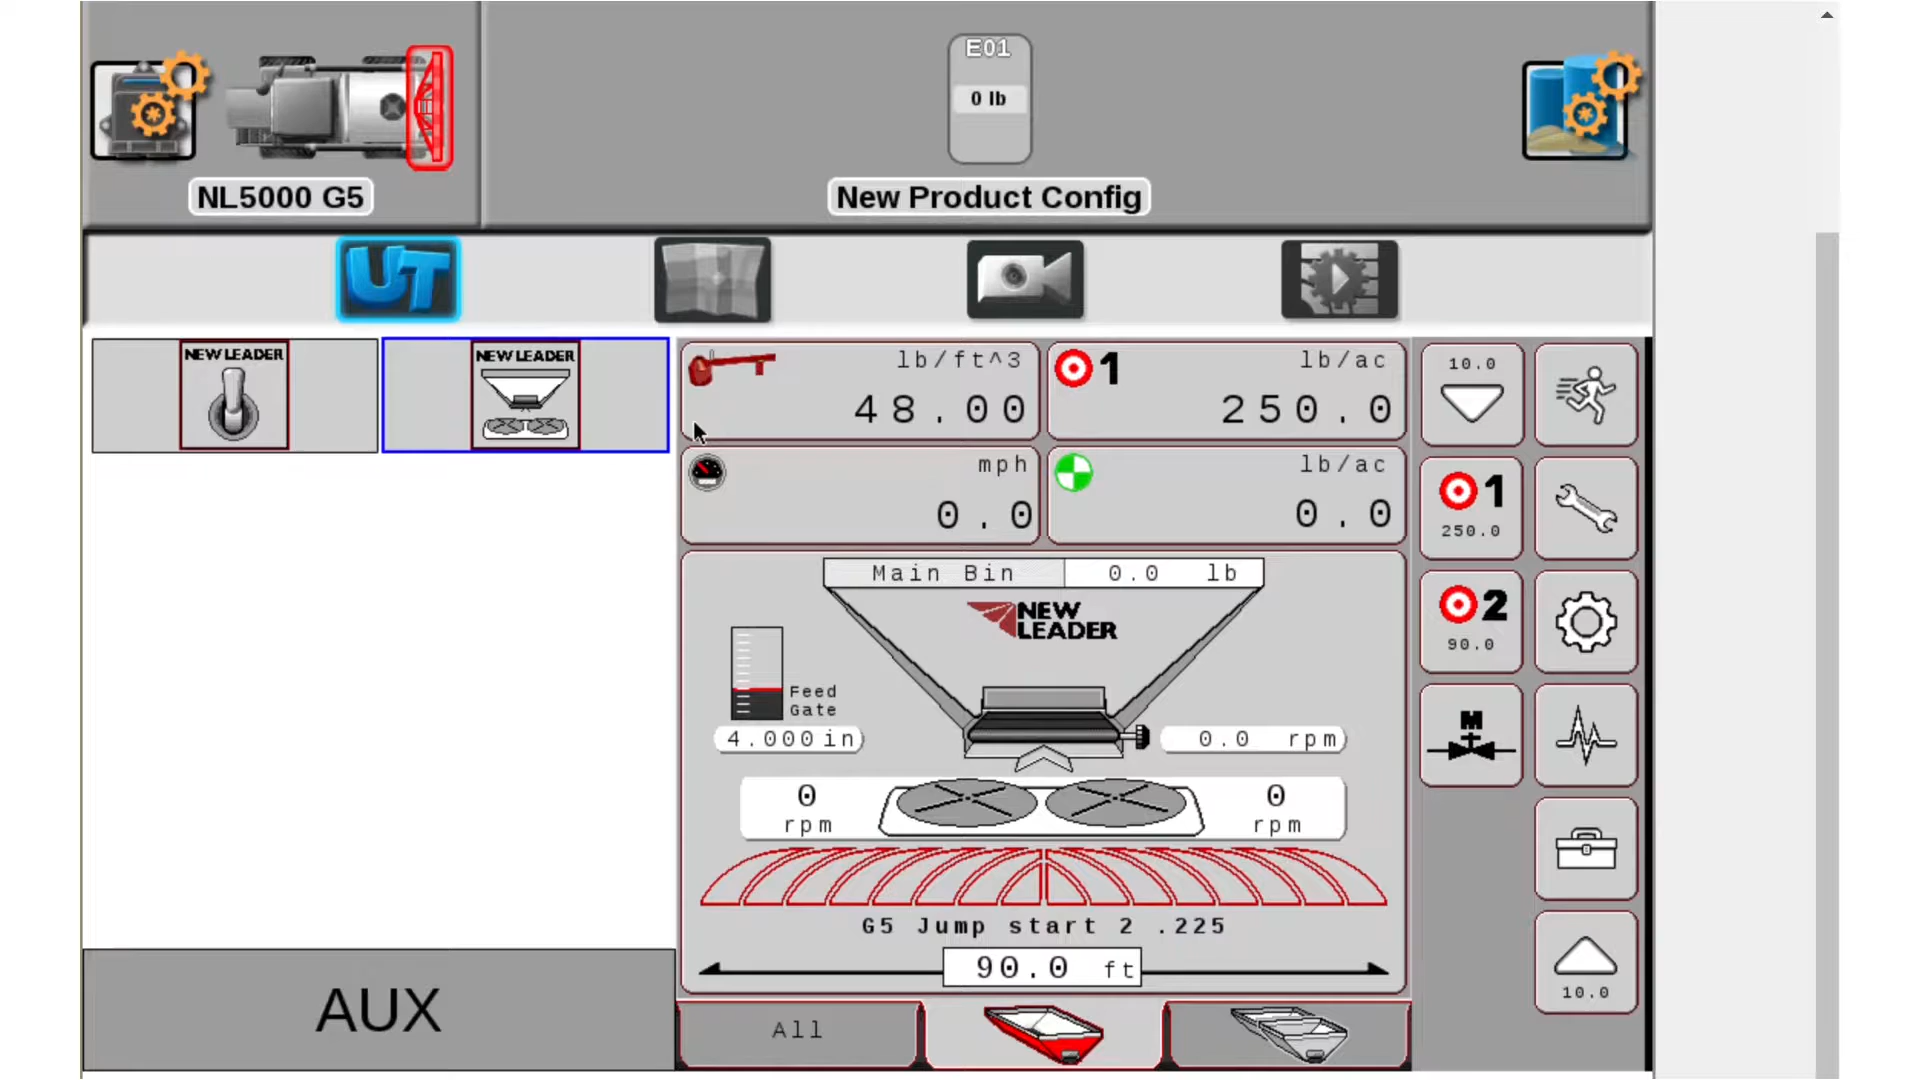 E01
0 lb
NL5000 G5
New Product Config
UT
NEW LEADER
NEW LEADER
lb/ft^3
48.00
1
lb/ac
250.0
mph
0.0
lb/ac
0.0
10.0
1
250.0
2
90.0
M
Main Bin 0.0 lb
NEW
LEADER
Feed
Gate
4.000in
0.0 rpm
0
rpm
0
rpm
G5 Jump start 2 .225
90.0 ft
10.0
AUX
All